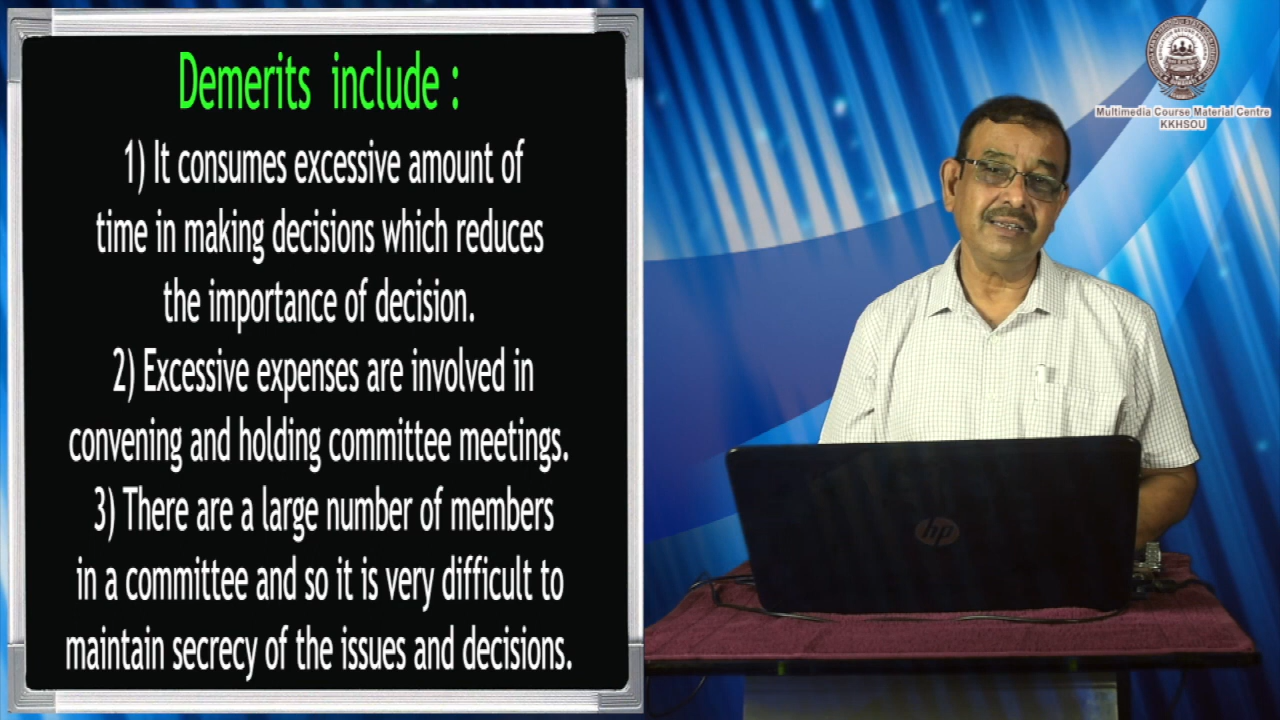 Demerits include :
1) It consumes excessive amount of
time in making decisions which reduces
the importance of decision.
2) Excessive expenses are involved in
convening and holding committee meetings.
3) There are a large number of members
in a committee and so it is very difficult to
maintain secrecy of the issues and decisions.
Multimedia Course Material Centre
KKHSOU
hp